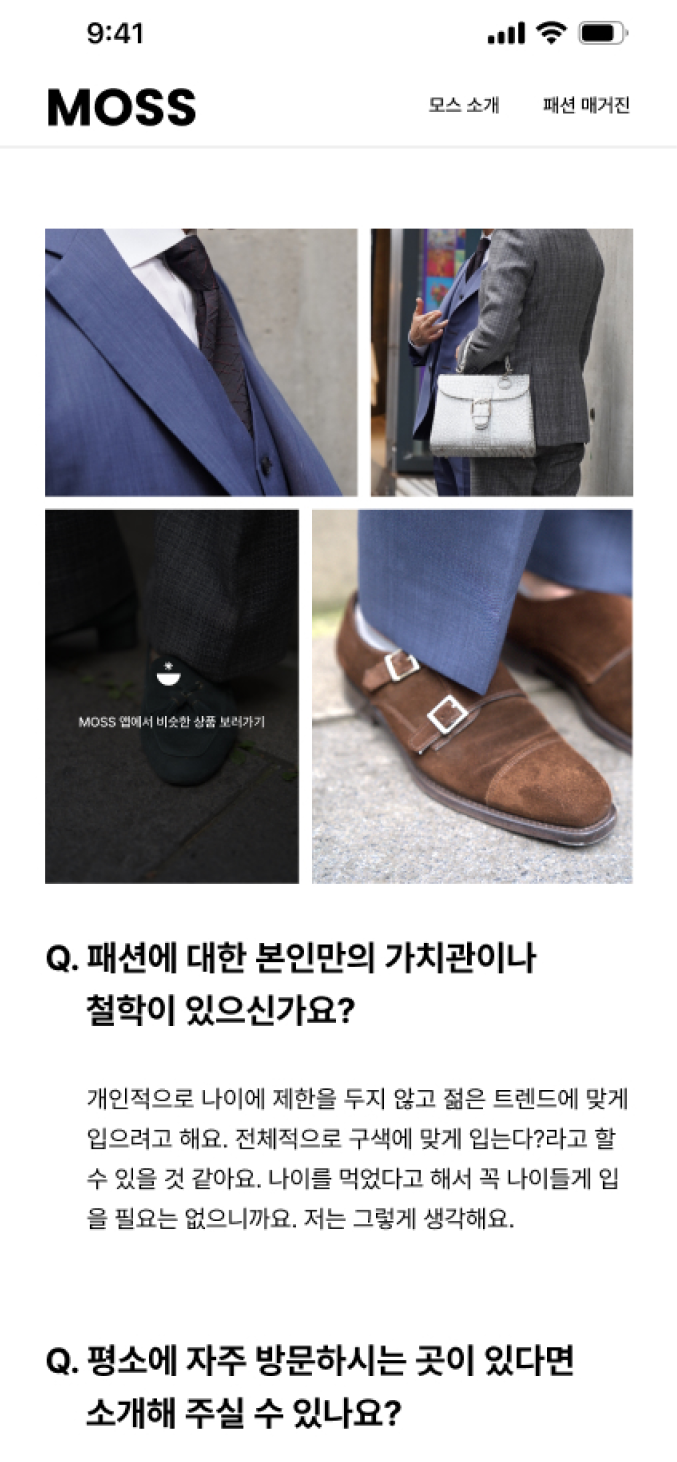 9:41
MOSS
모스 소개
패션 매거진
MOSS 앱에서 비슷한 상품 보러가기
Q. 패션에 대한 본인만의 가치관이나
철학이 있으신가요?
개인적으로 나이에 제한을 두지 않고 젊은 트렌드에 맞게
입으려고 해요. 전체적으로 구색에 맞게 입는다?라고 할
수 있을 것 같아요. 나이를 먹었다고 해서 꼭 나이들게 입
을 필요는 없으니까요. 저는 그렇게 생각해요.
Q. 평소에 자주 방문하시는 곳이 있다면
소개해 주실 수 있나요?